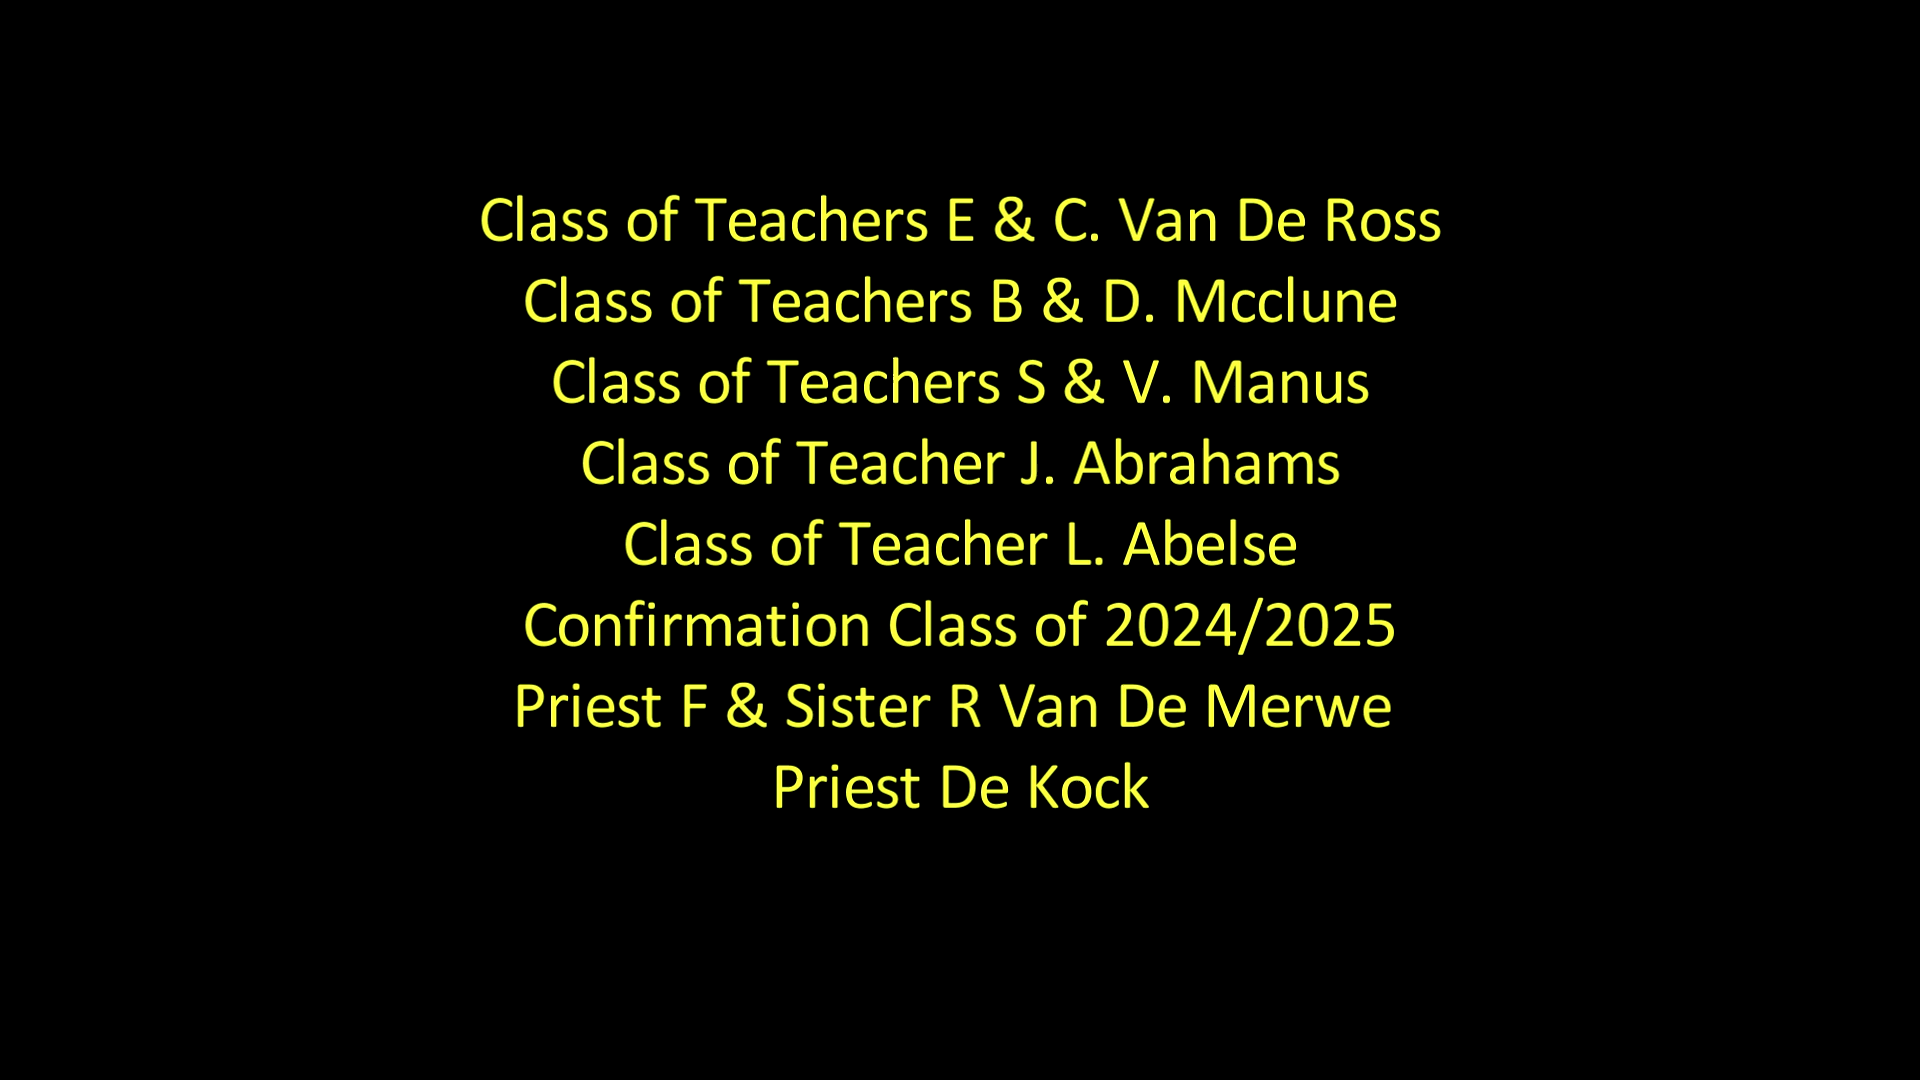 Class of Teachers E & C. Van De Ross
Class of Teachers B & D. Mcclune
Class of Teachers S & V. Manus
Class of Teacher J. Abrahams
Class of Teacher L. Abelse
Confirmation Class of 2024/2025
Priest F & Sister R Van De Merwe
Priest De Kock